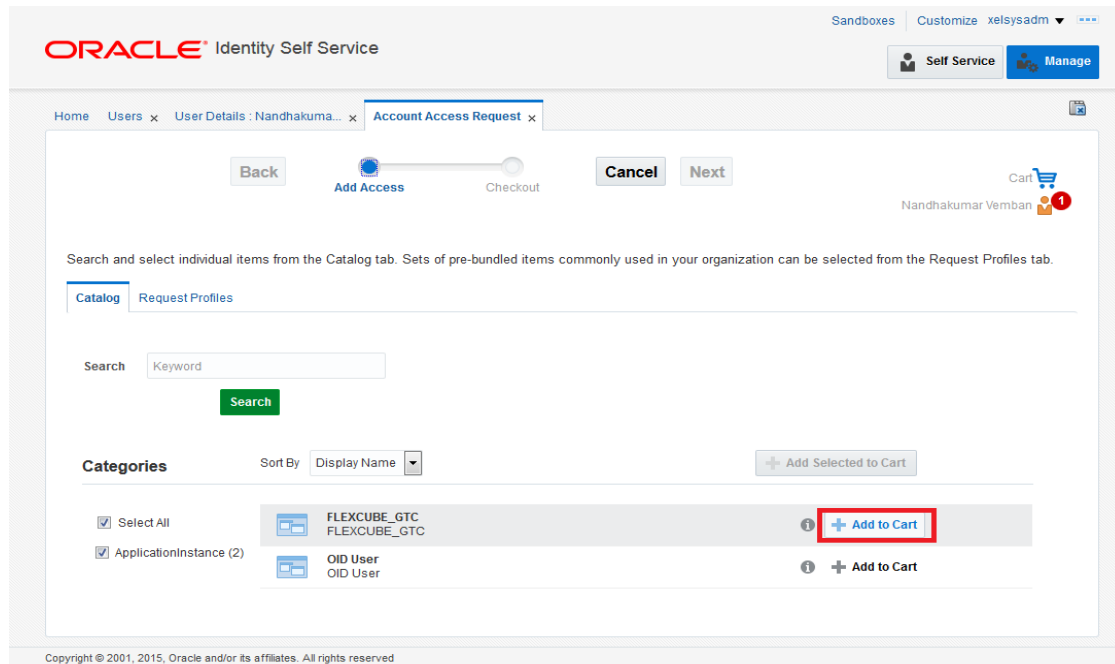 Sandboxes Customize xelsysadm
ORACLE Identity Self Service
Self Service Manage
Home Users x User Details : Nandhakuma... x Account Access Request x
Back Cancel Next
Add Access Checkout
Cart
Nandhakumar Vemban 1
Search and select individual items from the Catalog tab. Sets of pre-bundled items commonly used in your organization can be selected from the Request Profiles tab.
Catalog Request Profiles
Search Keyword
Search
Categories Sort By Display Name Add Selected to Cart
Select All
ApplicationInstance (2)
FLEXCUBE_GTC
FLEXCUBE_GTC
Add to Cart
OID User
OID User
Add to Cart
Copyright © 2001, 2015, Oracle and/or its affiliates. All rights reserved